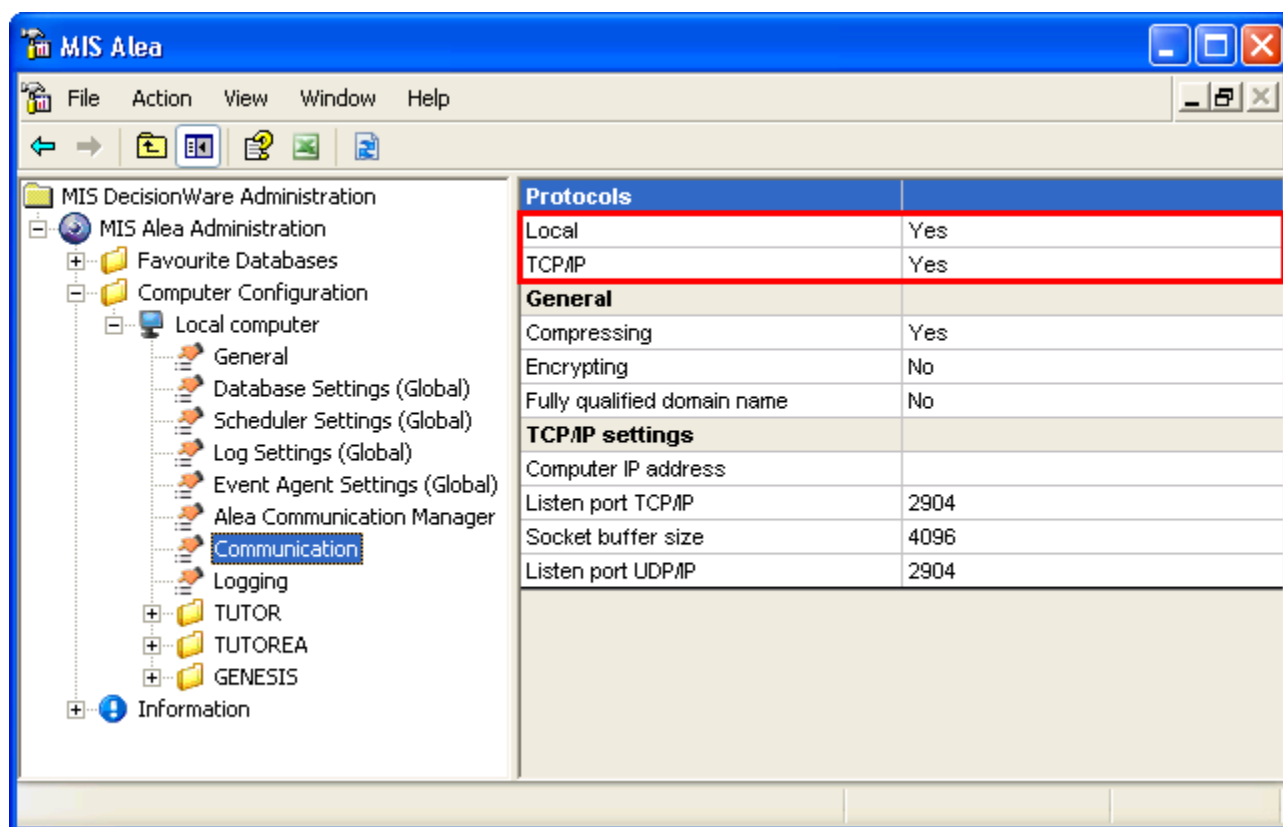 MIS Alea
File Action View Window Help
MIS DecisionWare Administration
MIS Alea Administration
Favourite Databases
Computer Configuration
Local computer
General
Database Settings (Global)
Scheduler Settings (Global)
Log Settings (Global)
Event Agent Settings (Global)
Alea Communication Manager
Communication
Logging
TUTOR
TUTOREA
GENESIS
Information
Protocols
Local Yes
TCP/IP Yes
General
Compressing Yes
Encrypting No
Fully qualified domain name No
TCP/IP settings
Computer IP address
Listen port TCP/IP 2904
Socket buffer size 4096
Listen port UDP/IP 2904